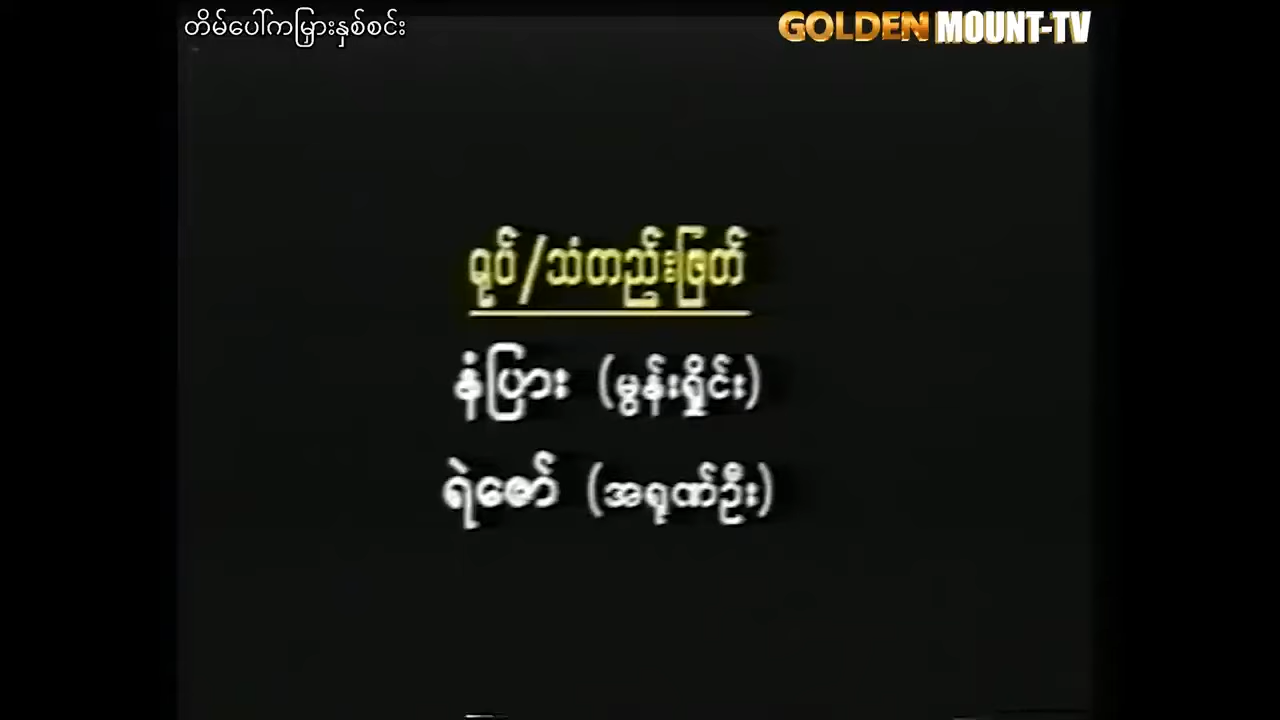 တိမ်ပေါ်ကမြှားနှစ်စင်း
GOLDEN MOUNT-TV
ရုပ်/သံတည်းဖြတ်
နံပြား (မွန်းရှိုင်း)
ရဲဇော် (အရုဏ်ဦး)